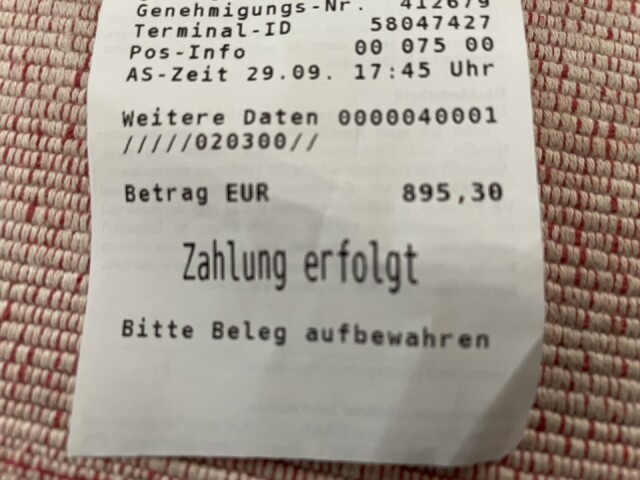 Genehmigungs-Nr. 412679
Terminal-ID 58047427
Pos-Info 00 075 00
AS-Zeit 29.09. 17:45 Uhr
Weitere Daten 0000040001
/////020300//
Betrag EUR 895,30
Zahlung erfolgt
Bitte Beleg aufbewahren